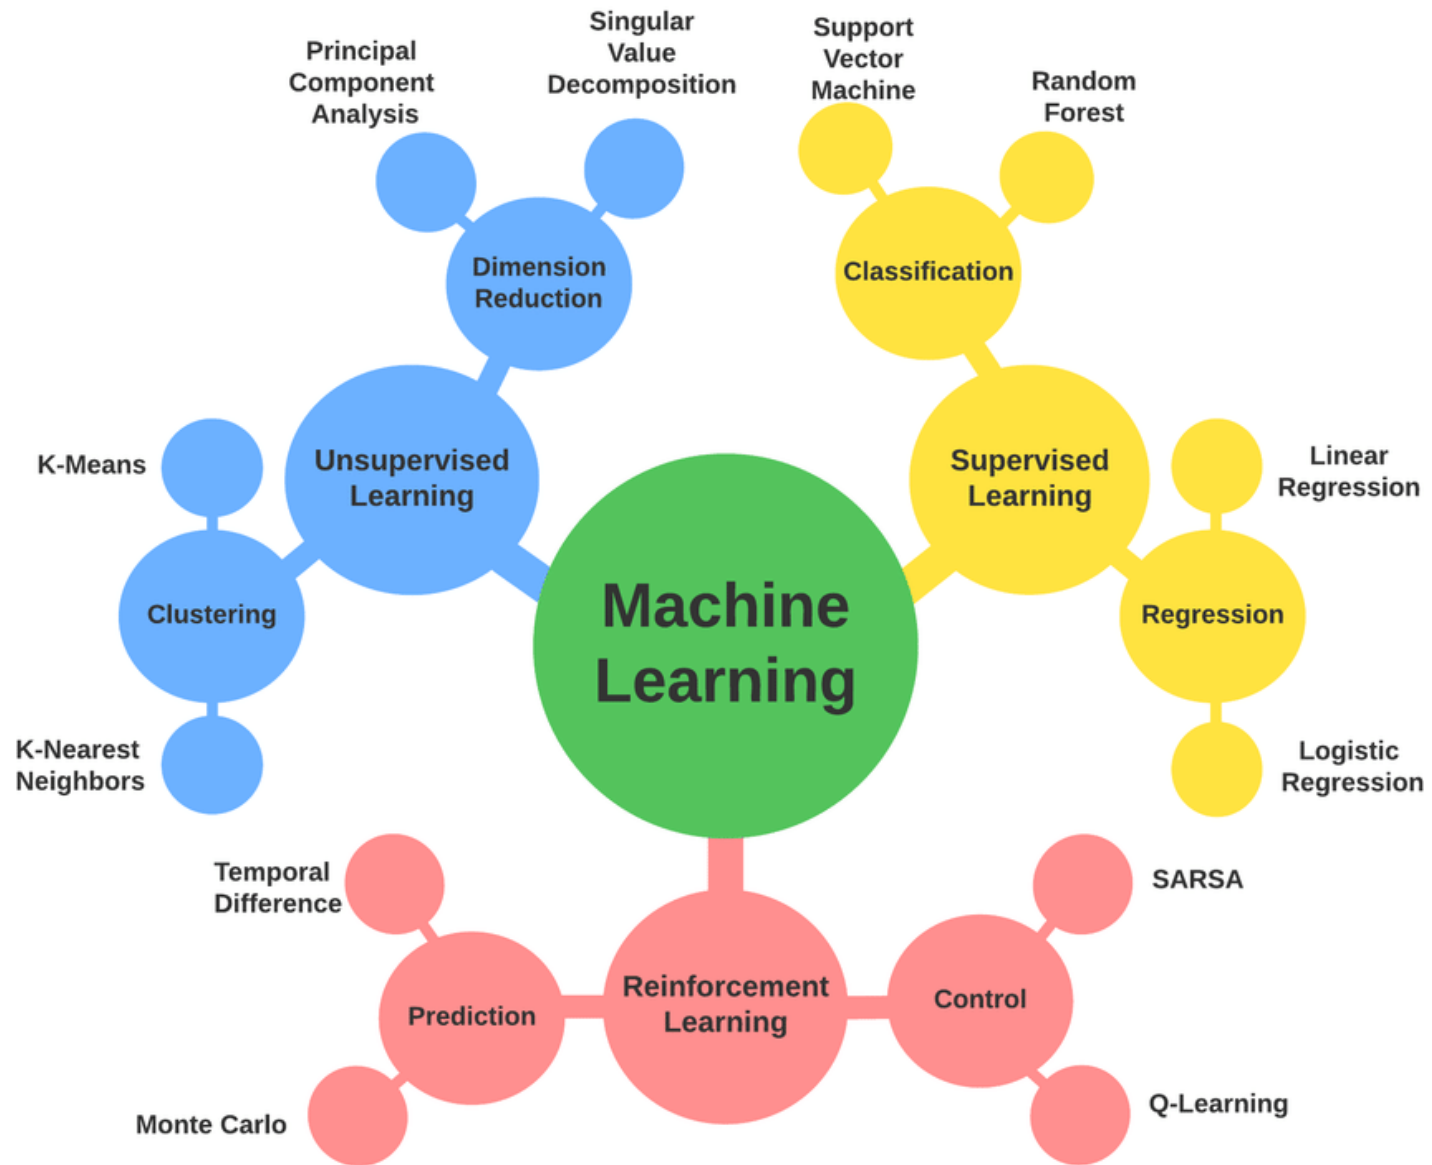 Singular
Value
Decomposition
Principal
Component
Analysis
Support
Vector
Machine
Random
Forest
Dimension
Reduction
Classification
K-Means
Unsupervised
Learning
Supervised
Learning
Linear
Regression
Clustering
Machine
Learning
Regression
K-Nearest
Neighbors
Logistic
Regression
Temporal
Difference
SARSA
Prediction
Reinforcement
Learning
Control
Monte Carlo
Q-Learning